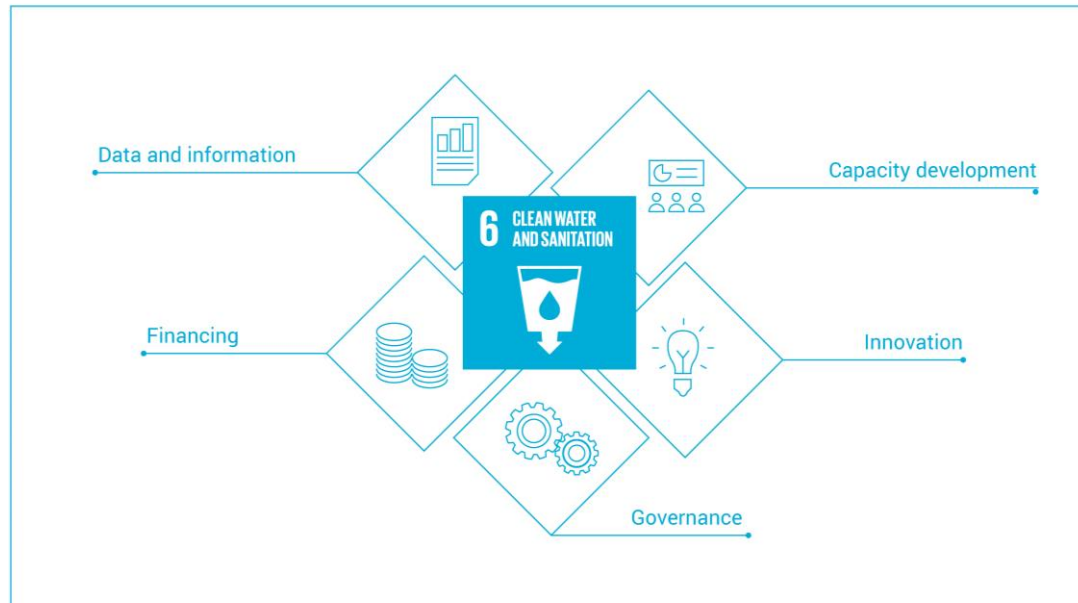 Data and information
Capacity development
6 CLEAN WATER
AND SANITATION
Financing
Innovation
Governance